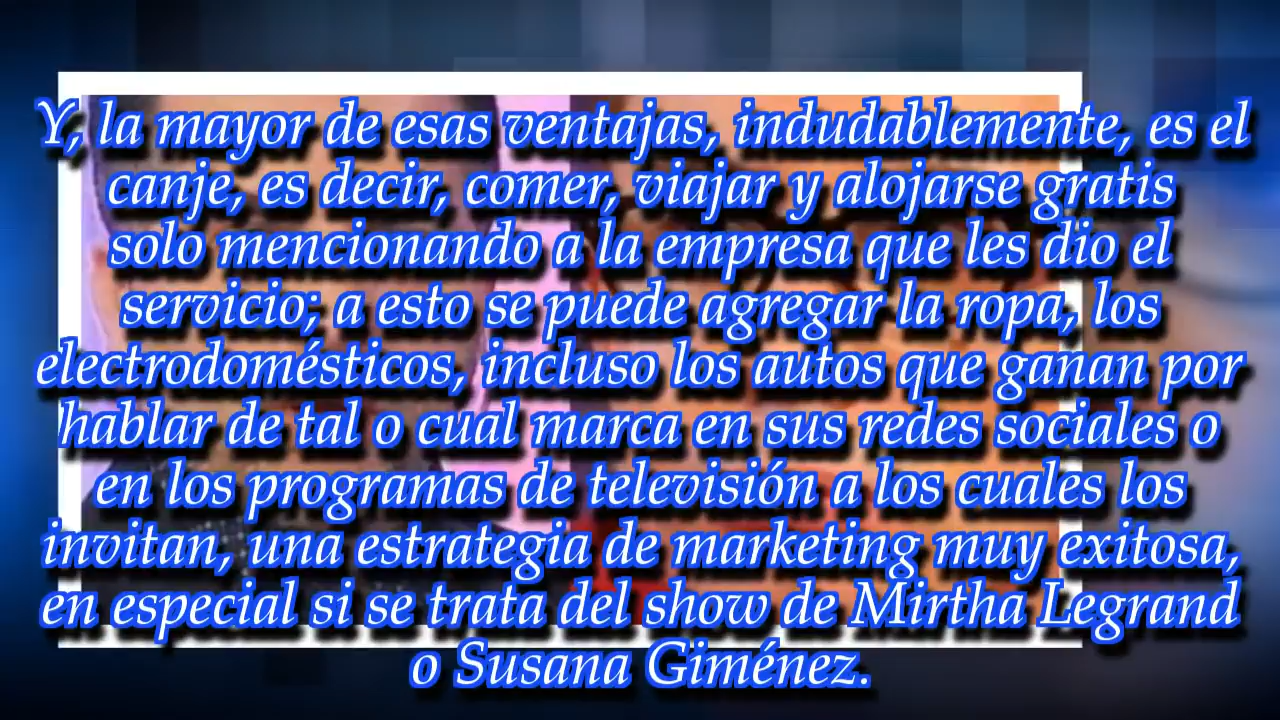 Y, la mayor de esas ventajas, indudablemente, es el
canje, es decir, comer, viajar y alojarse gratis
solo mencionando a la empresa que les dio el
servicio; a esto se puede agregar la ropa, los
electrodomésticos, incluso los autos que ganan por
hablar de tal o cual marca en sus redes sociales o
en los programas de televisión a los cuales los
invitan, una estrategia de marketing muy exitosa,
en especial si se trata del show de Mirtha Legrand
o Susana Giménez.